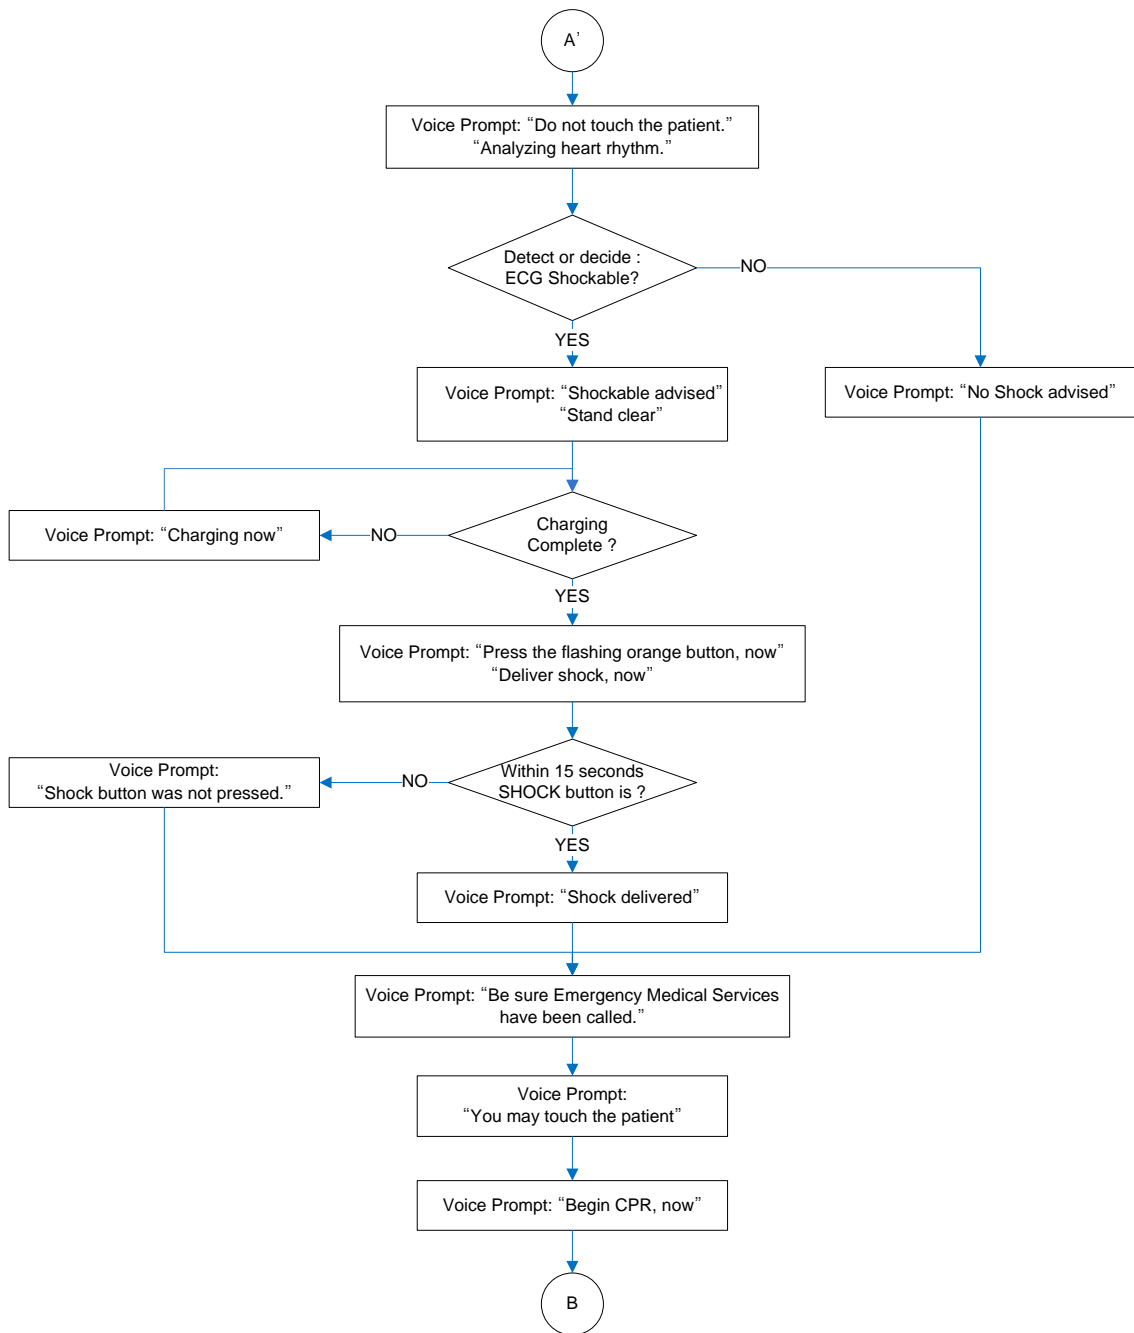 A’
Voice Prompt: “Do not touch the patient.”
“Analyzing heart rhythm.”
Detect or decide :
ECG Shockable?
NO
YES
Voice Prompt: “Shockable advised”
“Stand clear”
Voice Prompt: “No Shock advised”
Voice Prompt: “Charging now”
NO
Charging
Complete ?
YES
Voice Prompt: “Press the flashing orange button, now”
“Deliver shock, now”
Voice Prompt:
“Shock button was not pressed.”
NO
Within 15 seconds
SHOCK button is ?
YES
Voice Prompt: “Shock delivered”
Voice Prompt: “Be sure Emergency Medical Services
have been called.”
Voice Prompt:
“You may touch the patient”
Voice Prompt: “Begin CPR, now”
B